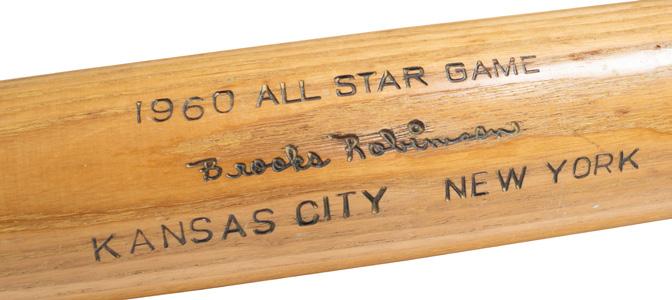 1960 ALL STAR GAME
Brooks Robinson
KANSAS CITY NEW YORK